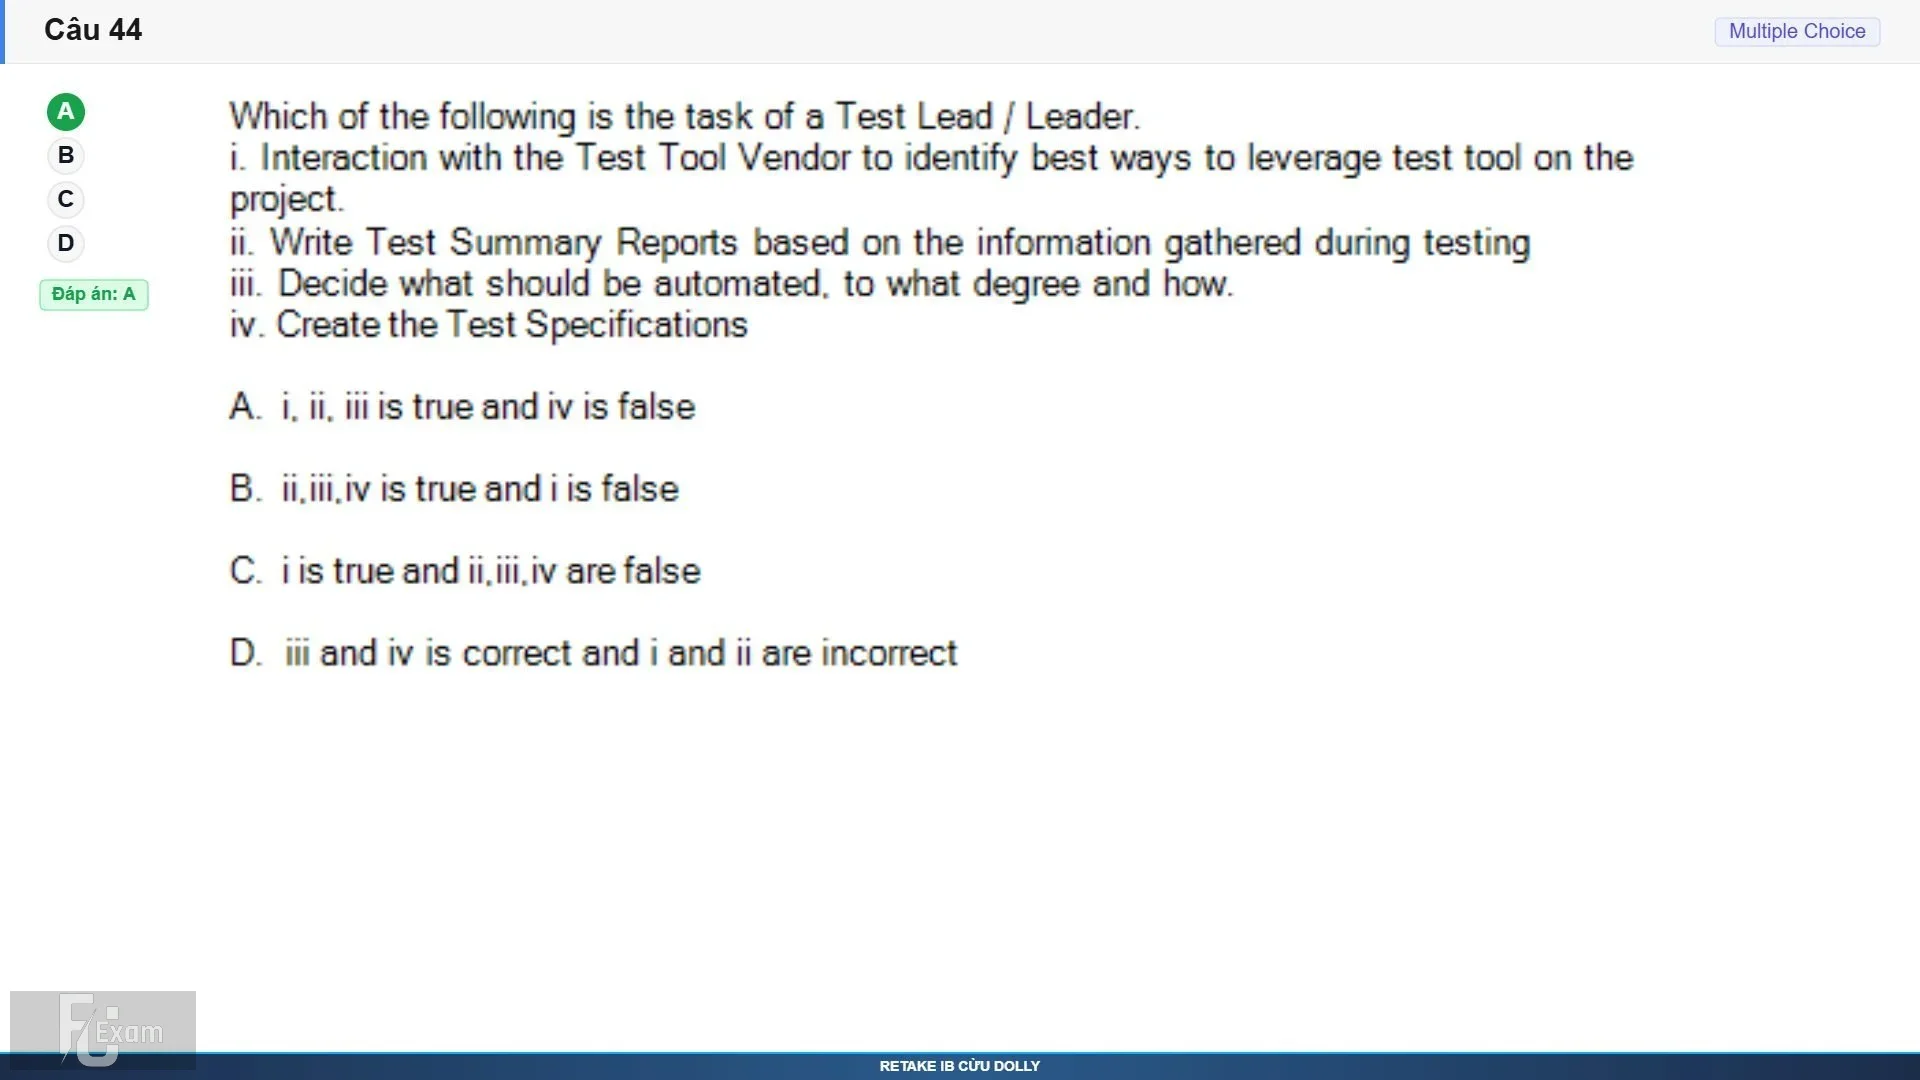 Câu 44
Multiple Choice
A
B
C
D
Đáp án: A
Which of the following is the task of a Test Lead / Leader.
i. Interaction with the Test Tool Vendor to identify best ways to leverage test tool on the
project.
ii. Write Test Summary Reports based on the information gathered during testing
iii. Decide what should be automated, to what degree and how.
iv. Create the Test Specifications
A. i, ii, iii is true and iv is false
B. ii,iii,iv is true and i is false
C. i is true and ii,iii,iv are false
D. iii and iv is correct and i and ii are incorrect
Exam
RETAKE IB CỪU DOLLY